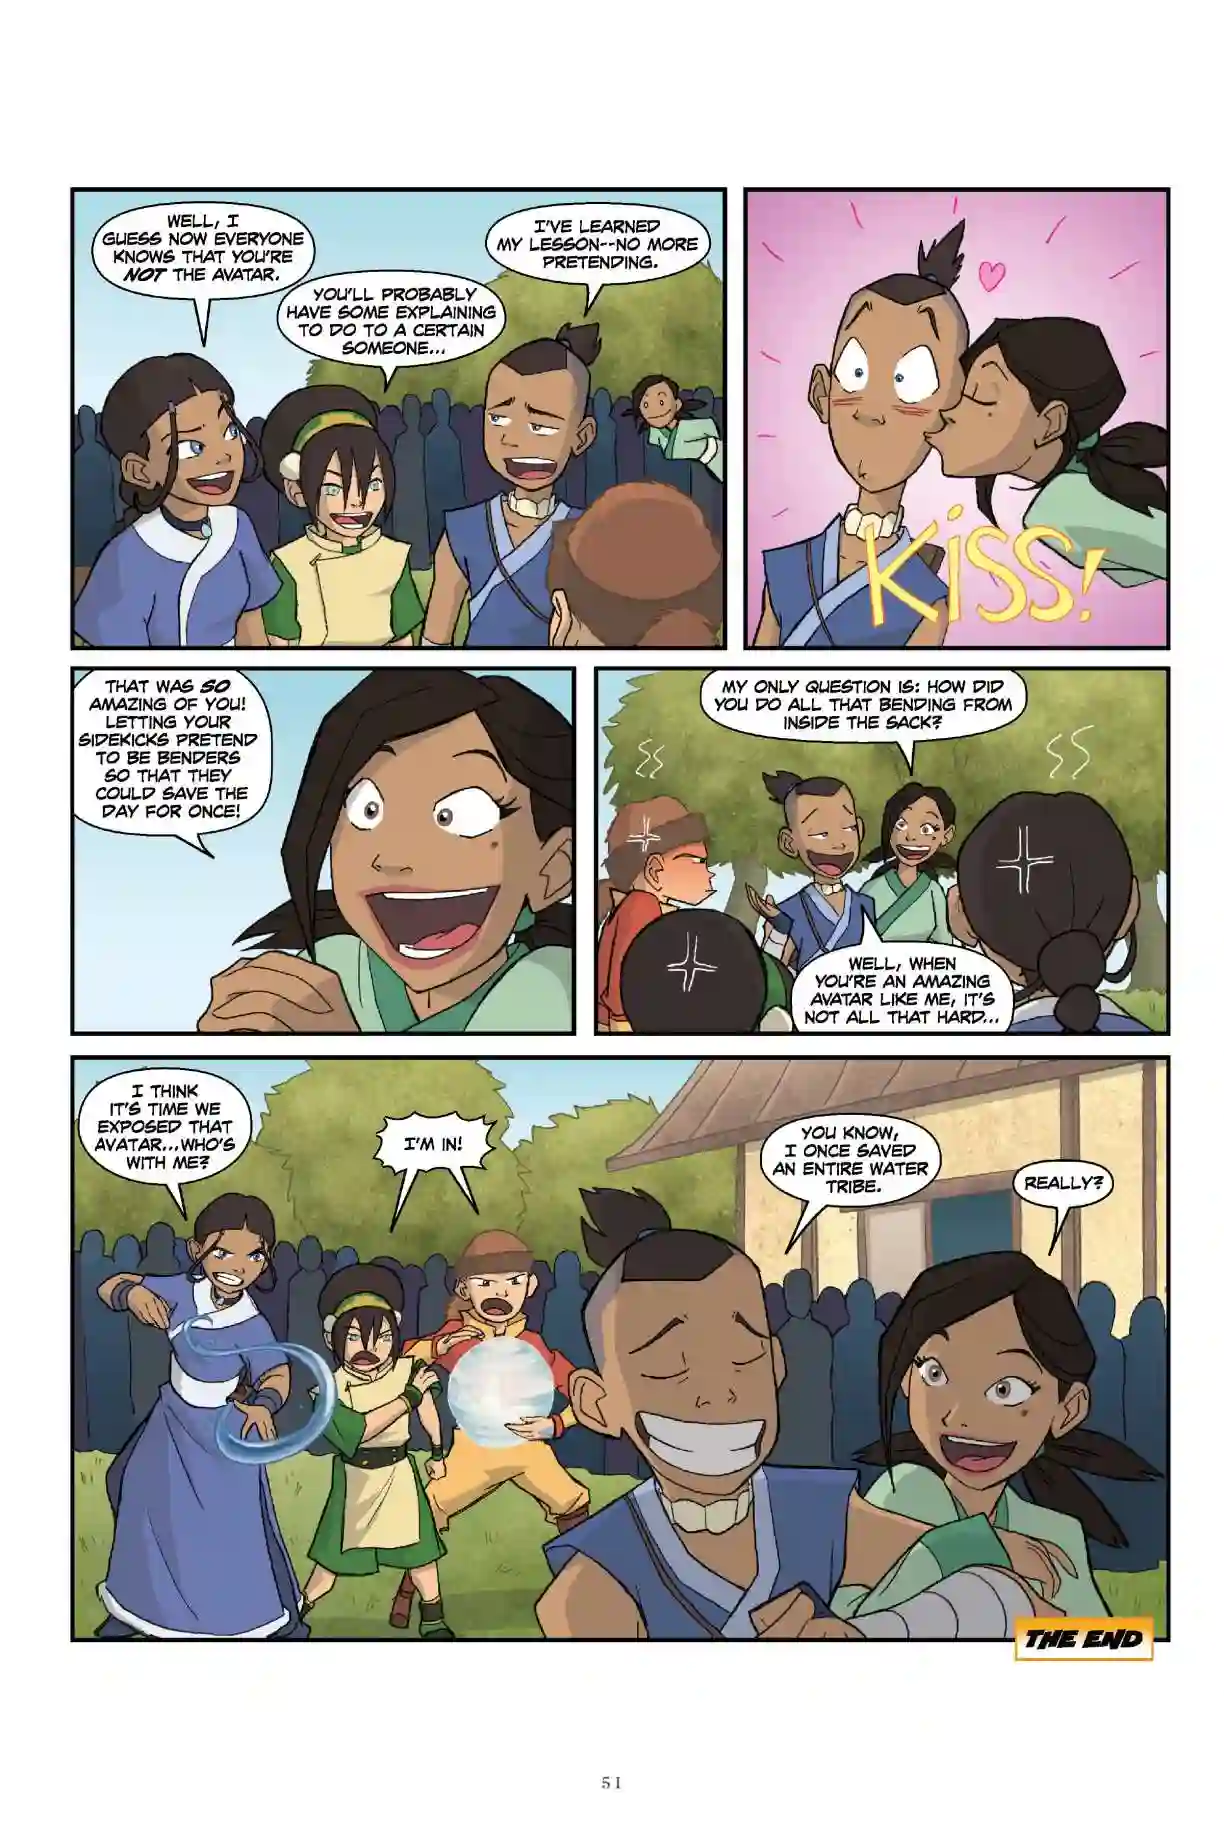 WELL, I
GUESS NOW EVERYONE
KNOWS THAT YOU'RE
NOT THE AVATAR.
YOU'LL PROBABLY
HAVE SOME EXPLAINING
TO DO TO A CERTAIN
SOMEONE...
I'VE LEARNED
MY LESSON--NO MORE
PRETENDING.
KISS!
THAT WAS SO
AMAZING OF YOU!
LETTING YOUR
SIDEKICKS PRETEND
TO BE BENDERS
SO THAT THEY
COULD SAVE THE
DAY FOR ONCE!
MY ONLY QUESTION IS: HOW DID
YOU DO ALL THAT BENDING FROM
INSIDE THE SACK?
WELL, WHEN
YOU'RE AN AMAZING
AVATAR LIKE ME, IT'S
NOT ALL THAT HARD...
I THINK
IT'S TIME WE
EXPOSED THAT
AVATAR...WHO'S
WITH ME?
I'M IN!
YOU KNOW,
I ONCE SAVED
AN ENTIRE WATER
TRIBE.
REALLY?
THE END
51